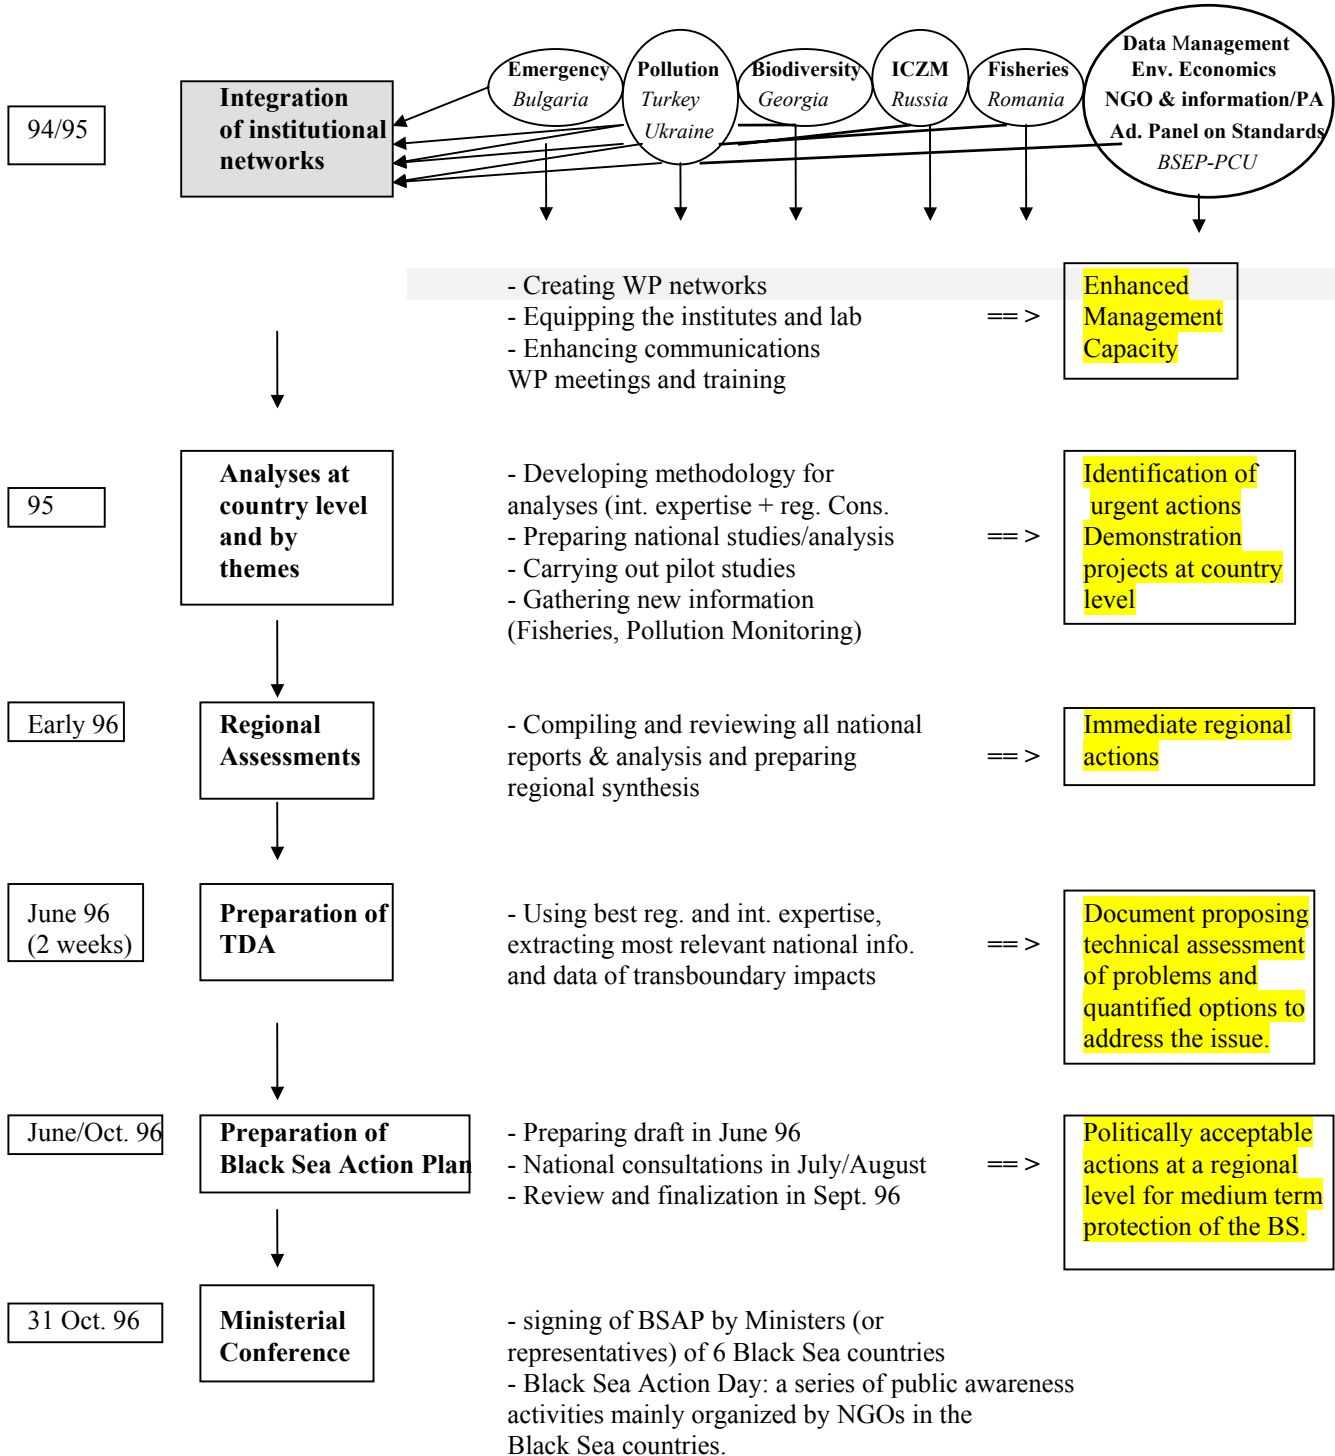 94/95
Integration
of institutional
networks
Emergency
Bulgaria
Pollution
Turkey
Ukraine
Biodiversity
Georgia
ICZM
Russia
Fisheries
Romania
Data Management
Env. Economics
NGO & information/PA
Ad. Panel on Standards
BSEP-PCU
- Creating WP networks
- Equipping the institutes and lab
- Enhancing communications
WP meetings and training
== >
Enhanced
Management
Capacity
95
Analyses at
country level
and by
themes
- Developing methodology for
analyses (int. expertise + reg. Cons.
- Preparing national studies/analysis
- Carrying out pilot studies
- Gathering new information
(Fisheries, Pollution Monitoring)
== >
Identification of
urgent actions
Demonstration
projects at country
level
Early 96
Regional
Assessments
- Compiling and reviewing all national
reports & analysis and preparing
regional synthesis
== >
Immediate regional
actions
June 96
(2 weeks)
Preparation of
TDA
- Using best reg. and int. expertise,
extracting most relevant national info.
and data of transboundary impacts
== >
Document proposing
technical assessment
of problems and
quantified options to
address the issue.
June/Oct. 96
Preparation of
Black Sea Action Plan
- Preparing draft in June 96
- National consultations in July/August
- Review and finalization in Sept. 96
== >
Politically acceptable
actions at a regional
level for medium term
protection of the BS.
31 Oct. 96
Ministerial
Conference
- signing of BSAP by Ministers (or
representatives) of 6 Black Sea countries
- Black Sea Action Day: a series of public awareness
activities mainly organized by NGOs in the
Black Sea countries.